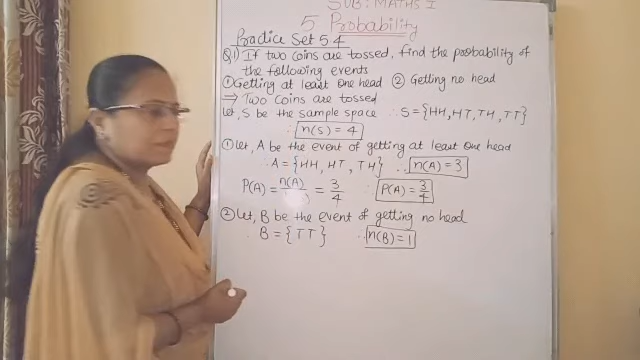 SUB: MATHS I
5 Probability
Practice Set 5.4
Q1) If two coins are tossed, find the probability of
the following events
① Getting at least one head ② Getting no head
⇒ Two coins are tossed
Let, S be the sample space ∴ S = {HH, HT, TH, TT}
∴ n(S) = 4
① Let, A be the event of getting at least one head
∴ A = {HH, HT, TH} ∴ n(A) = 3
P(A) = n(A)/ ) = 3/4 ∴ P(A) = 3/4
② Let, B be the event of getting no head
∴ B = {TT} ∴ n(B) = 1